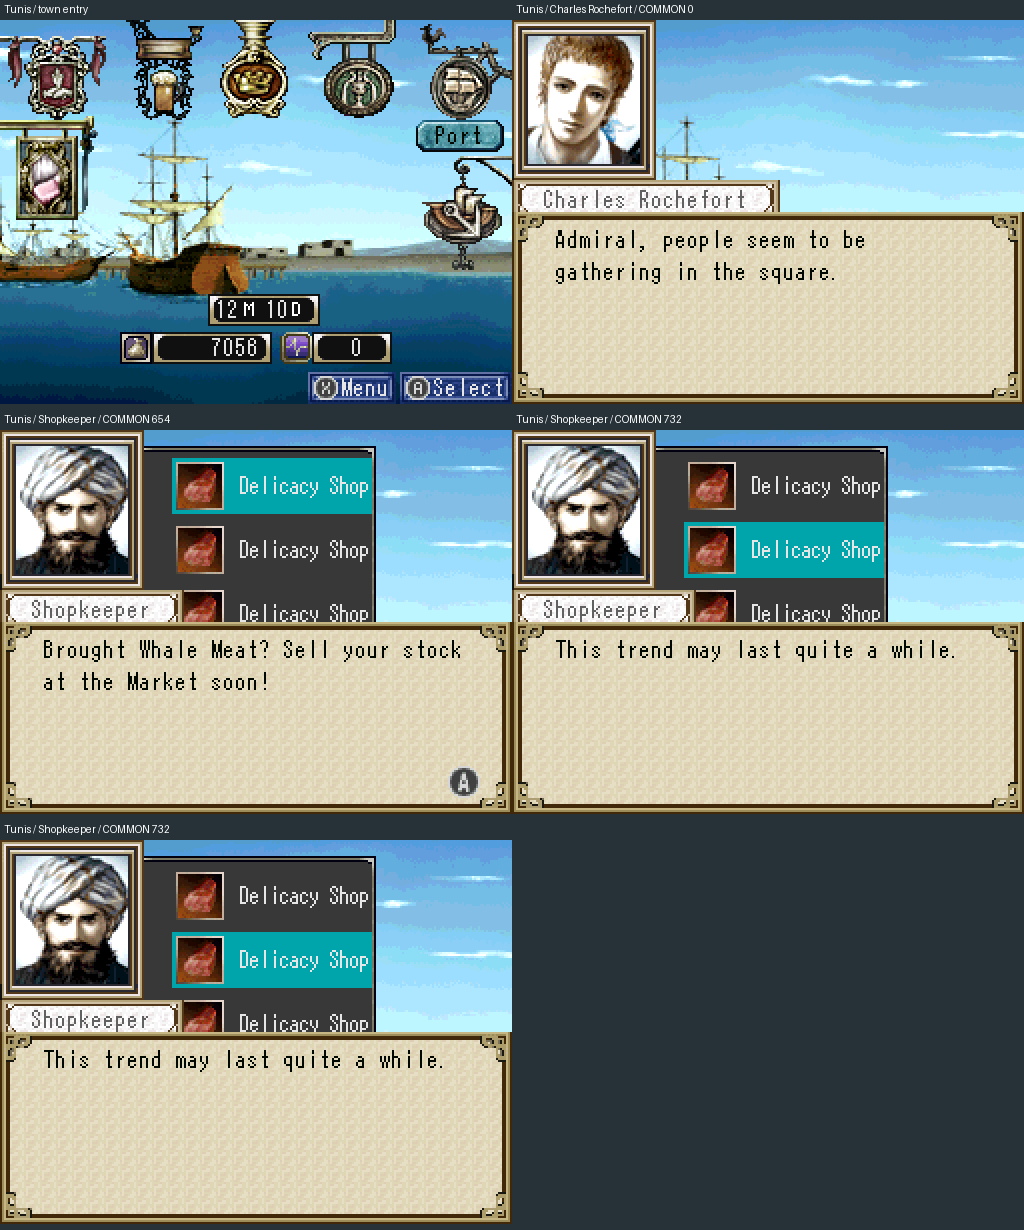 Tunis / town entry
Port
12 M 10 D
7056
0
X Menu
A Select
Tunis / Charles Rochefort / COMMON 0
Charles Rochefort
Admiral, people seem to be
gathering in the square.
Tunis / Shopkeeper / COMMON 654
Delicacy Shop
Delicacy Shop
Delicacy Shop
Shopkeeper
Brought Whale Meat? Sell your stock
at the Market soon!
A
Tunis / Shopkeeper / COMMON 732
Delicacy Shop
Delicacy Shop
Delicacy Shop
Shopkeeper
This trend may last quite a while.
Tunis / Shopkeeper / COMMON 732
Delicacy Shop
Delicacy Shop
Delicacy Shop
Shopkeeper
This trend may last quite a while.